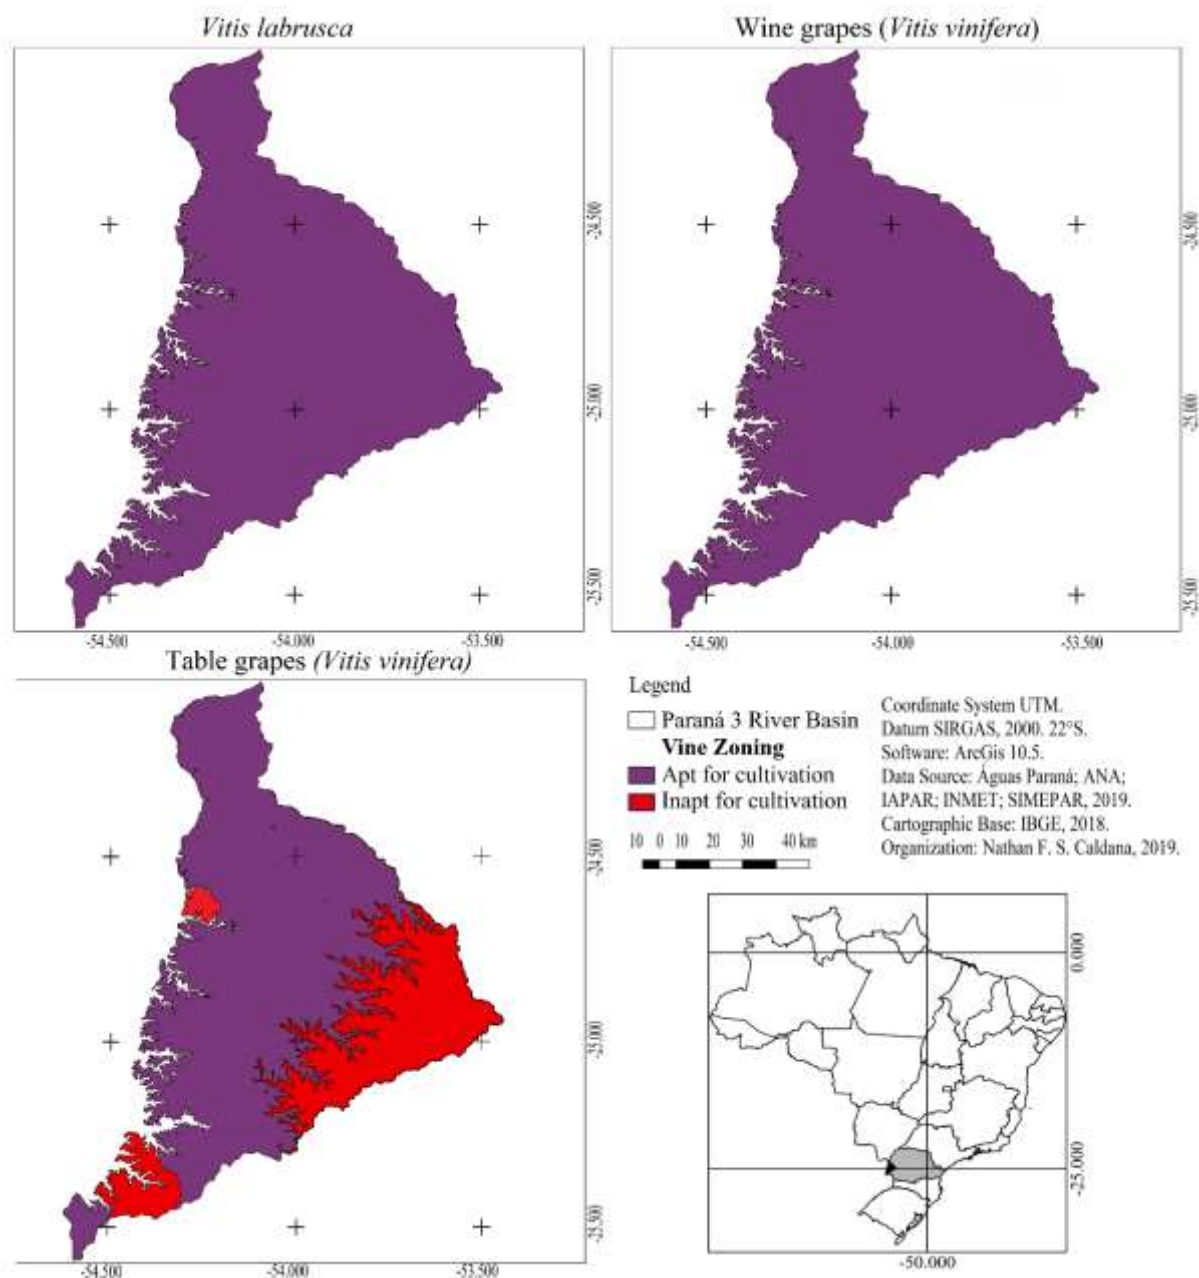 Vitis labrusca
Wine grapes (Vitis vinifera)
-24.500
-25.000
-25.500
-54.500
-54.000
-53.500
-24.500
-25.000
-25.500
-54.500
-54.000
-53.500
Table grapes (Vitis vinifera)
-24.500
-25.000
-25.500
-54.500
-54.000
-53.500
Legend
Paraná 3 River Basin
Vine Zoning
Apt for cultivation
Inapt for cultivation
10 0 10 20 30 40 km
Coordinate System UTM.
Datum SIRGAS, 2000. 22°S.
Software: ArcGis 10.5.
Data Source: Águas Paraná; ANA;
IAPAR; INMET; SIMEPAR, 2019.
Cartographic Base: IBGE, 2018.
Organization: Nathan F. S. Caldana, 2019.
0.000
-25.000
-50.000